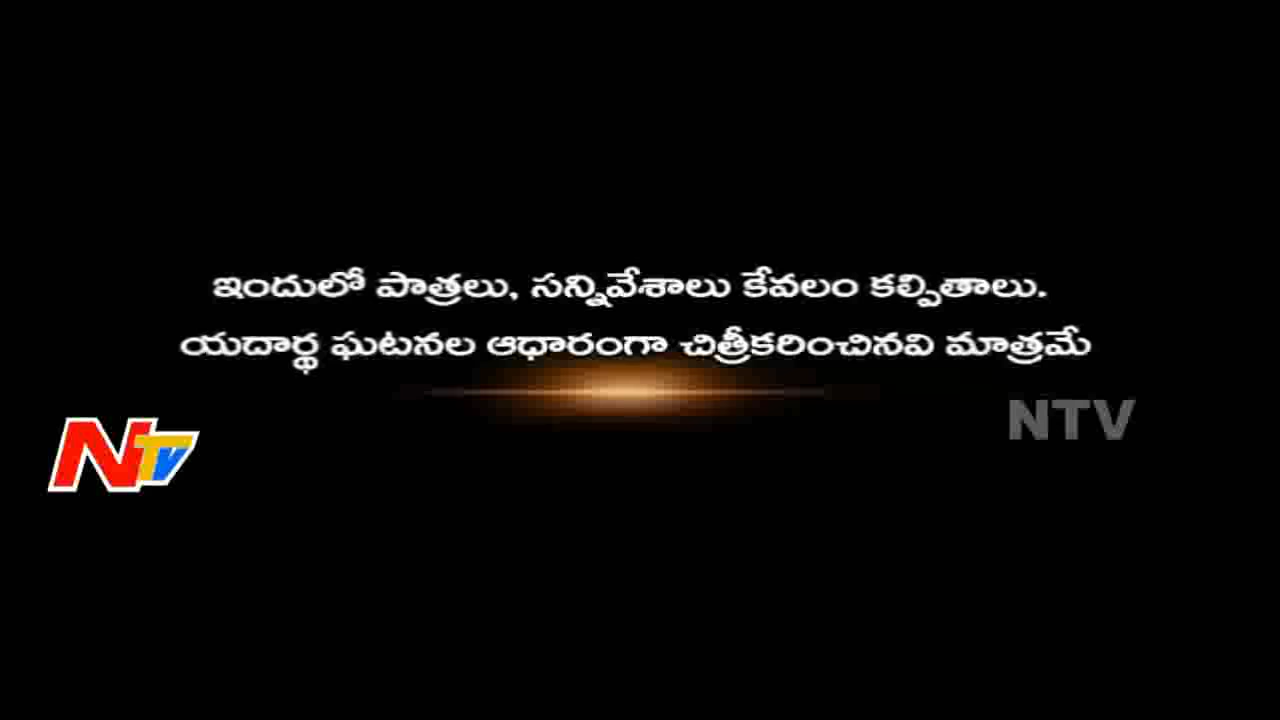 ఇందులో పాత్రలు, సన్నివేశాలు కేవలం కల్పితాలు.
యదార్థ ఘటనల ఆధారంగా చిత్రీకరించినవి మాత్రమే
NTV
NTV